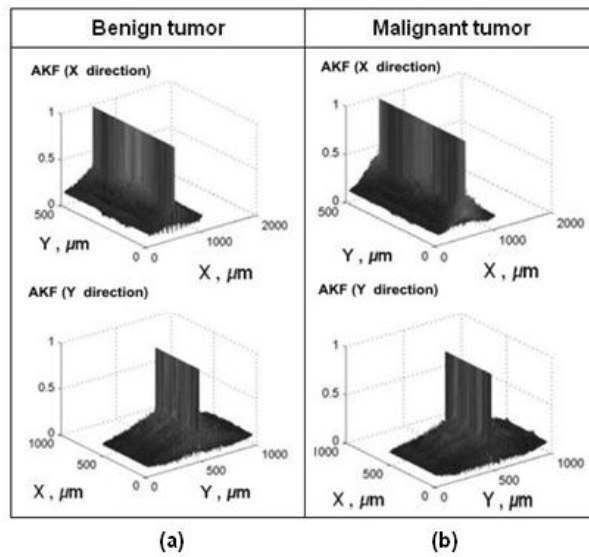 Benign tumor
Malignant tumor
AKF (X direction)
1
0.5
0
500
Y , μm
0
0
1000
2000
X , μm
AKF (X direction)
1
0.5
0
500
Y , μm
0
0
1000
2000
X , μm
AKF (Y direction)
1
0.5
0
1000
500
X , μm
0
0
500
1000
Y , μm
AKF (Y direction)
1
0.5
0
1000
500
X , μm
0
0
500
1000
Y , μm
(a)
(b)